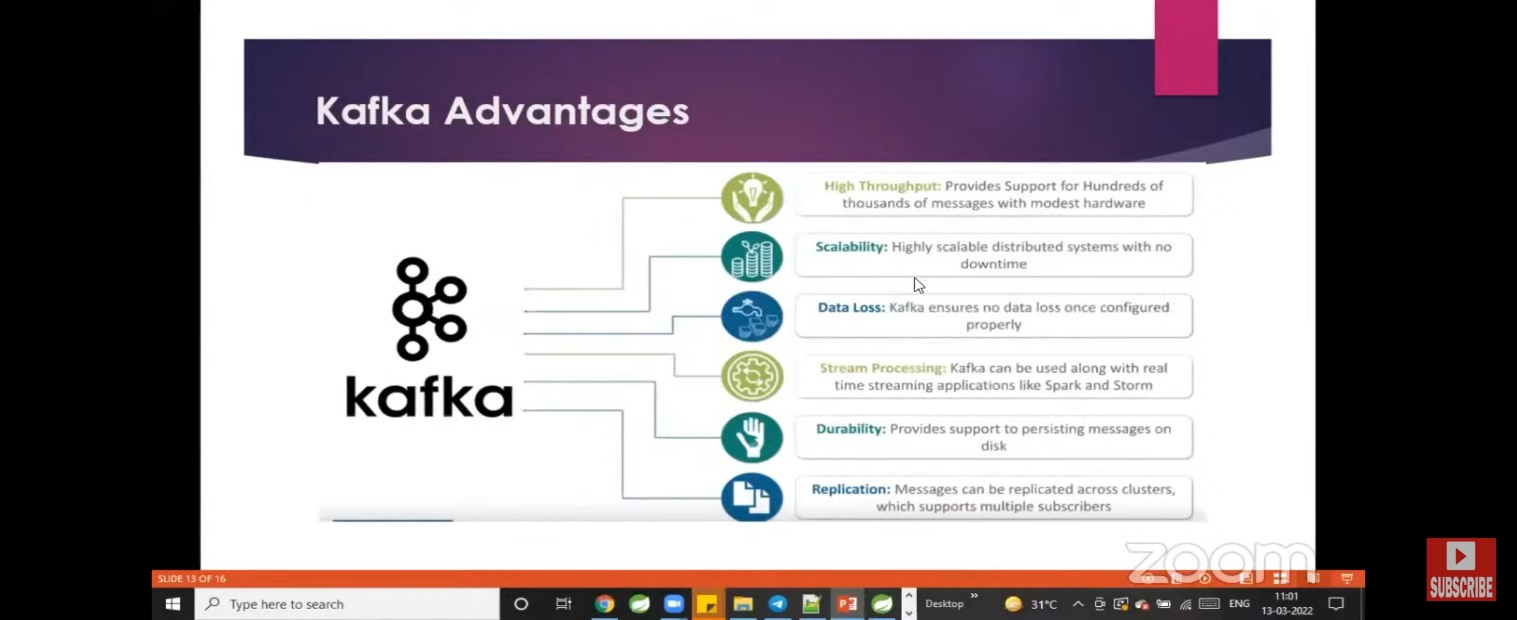 Kafka Advantages
High Throughput: Provides Support for Hundreds of
thousands of messages with modest hardware
Scalability: Highly scalable distributed systems with no
downtime
Data Loss: Kafka ensures no data loss once configured
properly
Stream Processing: Kafka can be used along with real
time streaming applications like Spark and Storm
Durability: Provides support to persisting messages on
disk
Replication: Messages can be replicated across clusters,
which supports multiple subscribers
kafka
zoom
SUBSCRIBE
SLIDE 13 OF 16
Type here to search
Desktop
31°C
ENG
11:01
13-03-2022